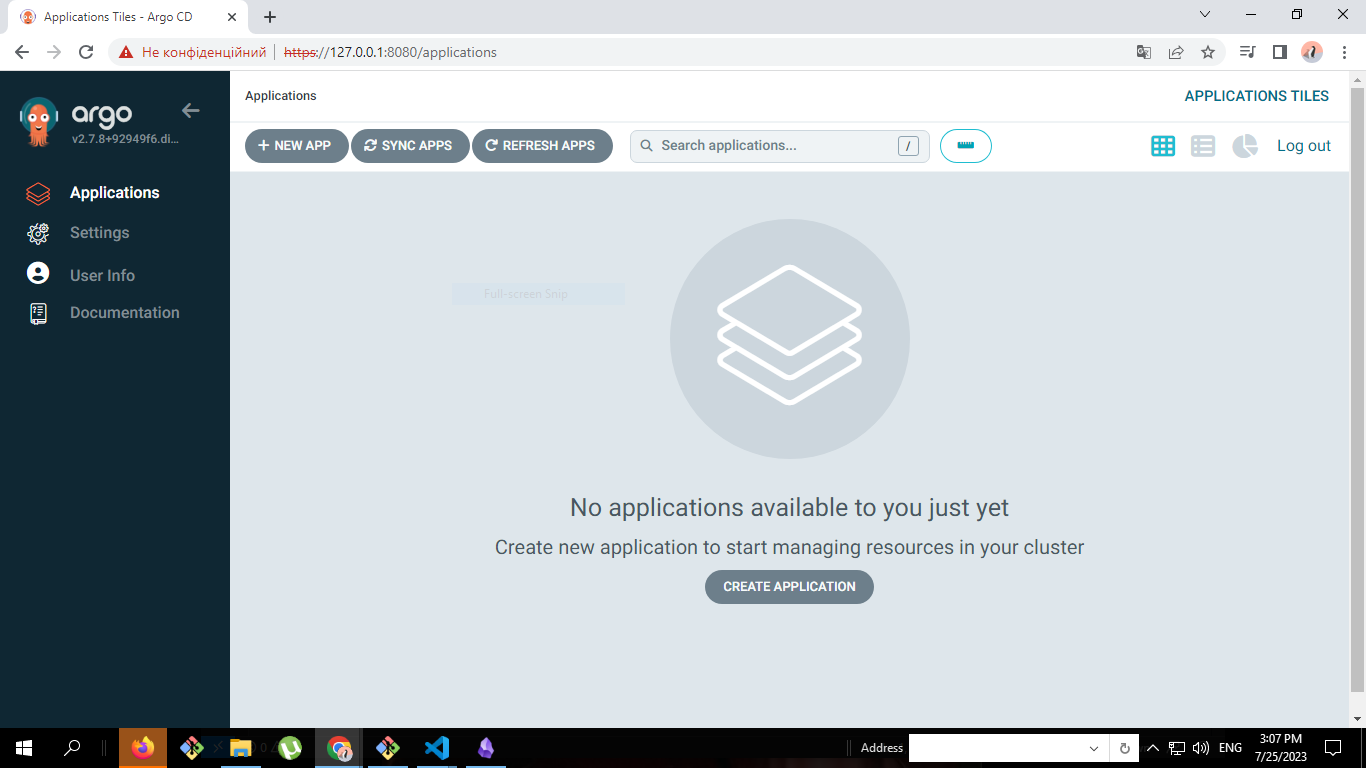 Applications Tiles - Argo CD
Не конфіденційний
https://127.0.0.1:8080/applications
argo
v2.7.8+92949f6.di...
Applications
Settings
User Info
Documentation
Applications
APPLICATIONS TILES
NEW APP
SYNC APPS
REFRESH APPS
Search applications...
/
Log out
Full-screen Snip
No applications available to you just yet
Create new application to start managing resources in your cluster
CREATE APPLICATION
Address
ENG
3:07 PM
7/25/2023